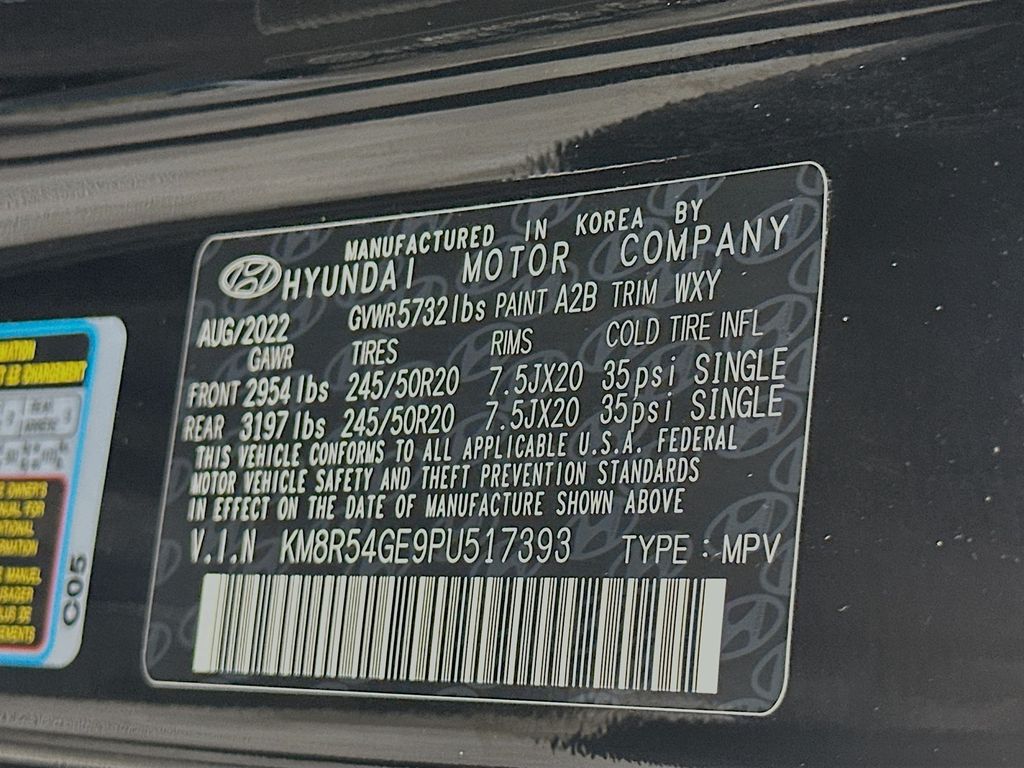 MANUFACTURED IN KOREA BY
HYUNDAI MOTOR COMPANY
AUG/2022 GVWR5732lbs PAINT A2B TRIM WXY
GAWR TIRES RIMS COLD TIRE INFL
FRONT 2954lbs 245/50R20 7.5JX20 35psi SINGLE
REAR 3197lbs 245/50R20 7.5JX20 35psi SINGLE
THIS VEHICLE CONFORMS TO ALL APPLICABLE U.S.A. FEDERAL
MOTOR VEHICLE SAFETY AND THEFT PREVENTION STANDARDS
IN EFFECT ON THE DATE OF MANUFACTURE SHOWN ABOVE
V.I.N KM8R54GE9PU517393 TYPE : MPV
OWNER'S
MANUAL
C05